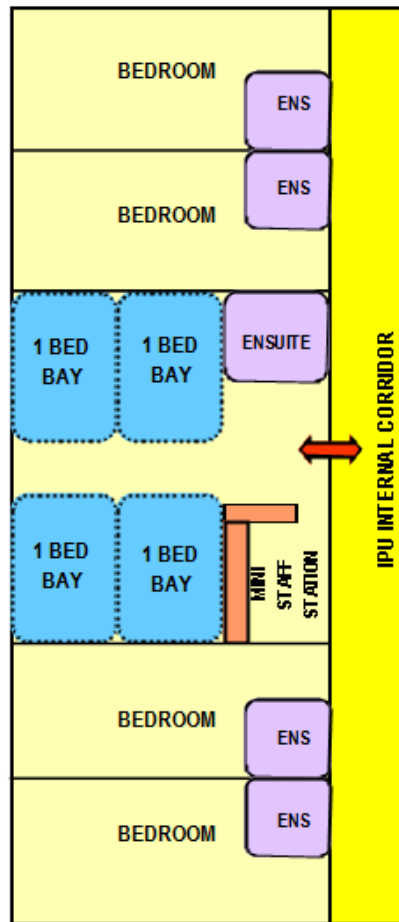 BEDROOM
ENS
ENS
BEDROOM
1 BED
BAY
1 BED
BAY
ENSUITE
IPU INTERNAL CORRIDOR
1 BED
BAY
1 BED
BAY
MINI
STAFF
STATION
BEDROOM
ENS
ENS
BEDROOM